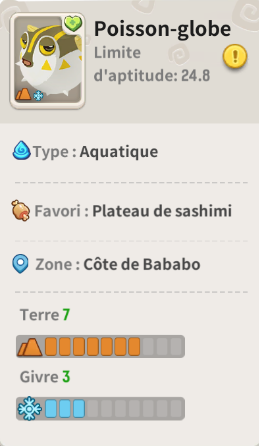 Poisson-globe
Limite
d'aptitude: 24.8
Type : Aquatique
Favori : Plateau de sashimi
Zone : Côte de Bababo
Terre 7
Givre 3